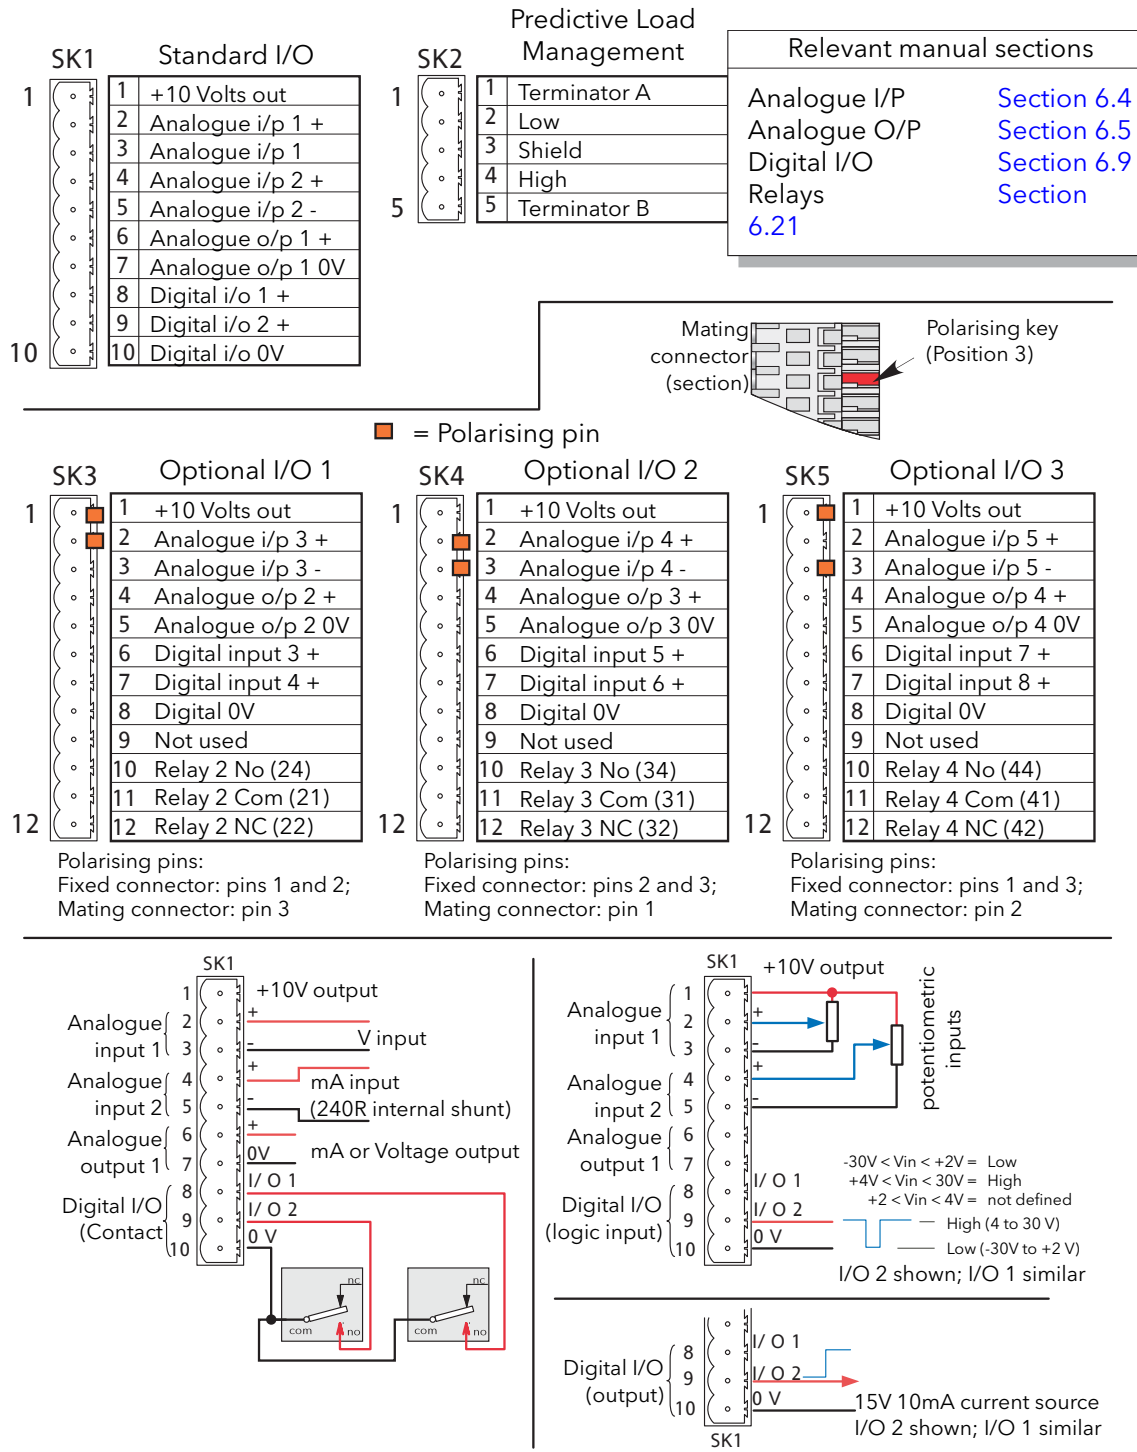 SK1
Standard I/O
1
10
1 +10 Volts out
2 Analogue i/p 1 +
3 Analogue i/p 1
4 Analogue i/p 2 +
5 Analogue i/p 2 -
6 Analogue o/p 1 +
7 Analogue o/p 1 0V
8 Digital i/o 1 +
9 Digital i/o 2 +
10 Digital i/o 0V
SK2
Predictive Load
Management
1
5
1 Terminator A
2 Low
3 Shield
4 High
5 Terminator B
Relevant manual sections
Analogue I/P Section 6.4
Analogue O/P Section 6.5
Digital I/O Section 6.9
Relays Section
6.21
Mating
connector
(section)
Polarising key
(Position 3)
= Polarising pin
SK3
Optional I/O 1
1
12
1 +10 Volts out
2 Analogue i/p 3 +
3 Analogue i/p 3 -
4 Analogue o/p 2 +
5 Analogue o/p 2 0V
6 Digital input 3 +
7 Digital input 4 +
8 Digital 0V
9 Not used
10 Relay 2 No (24)
11 Relay 2 Com (21)
12 Relay 2 NC (22)
Polarising pins:
Fixed connector: pins 1 and 2;
Mating connector: pin 3
SK4
Optional I/O 2
1
12
1 +10 Volts out
2 Analogue i/p 4 +
3 Analogue i/p 4 -
4 Analogue o/p 3 +
5 Analogue o/p 3 0V
6 Digital input 5 +
7 Digital input 6 +
8 Digital 0V
9 Not used
10 Relay 3 No (34)
11 Relay 3 Com (31)
12 Relay 3 NC (32)
Polarising pins:
Fixed connector: pins 2 and 3;
Mating connector: pin 1
SK5
Optional I/O 3
1
12
1 +10 Volts out
2 Analogue i/p 5 +
3 Analogue i/p 5 -
4 Analogue o/p 4 +
5 Analogue o/p 4 0V
6 Digital input 7 +
7 Digital input 8 +
8 Digital 0V
9 Not used
10 Relay 4 No (44)
11 Relay 4 Com (41)
12 Relay 4 NC (42)
Polarising pins:
Fixed connector: pins 1 and 3;
Mating connector: pin 2
SK1
1 +10V output
Analogue 2 +
input 1 3 - V input
Analogue 4 + mA input
input 2 5 - (240R internal shunt)
Analogue 6 +
output 1 7 0V mA or Voltage output
8 I/ O 1
Digital I/O 9 I/ O 2
(Contact 10 0 V
nc
com
no
nc
com
no
SK1
+10V output
1
Analogue 2 +
input 1 3 -
potentiometric
inputs
Analogue 4 +
input 2 5 -
Analogue 6
output 1 7
8 I/ O 1
Digital I/O 9 I/ O 2
(logic input) 10 0 V
-30V < Vin < +2V = Low
+4V < Vin < 30V = High
+2 < Vin < 4V = not defined
High (4 to 30 V)
Low (-30V to +2 V)
I/O 2 shown; I/O 1 similar
8 I/ O 1
Digital I/O 9 I/ O 2
(output) 10 0 V
15V 10mA current source
I/O 2 shown; I/O 1 similar
SK1